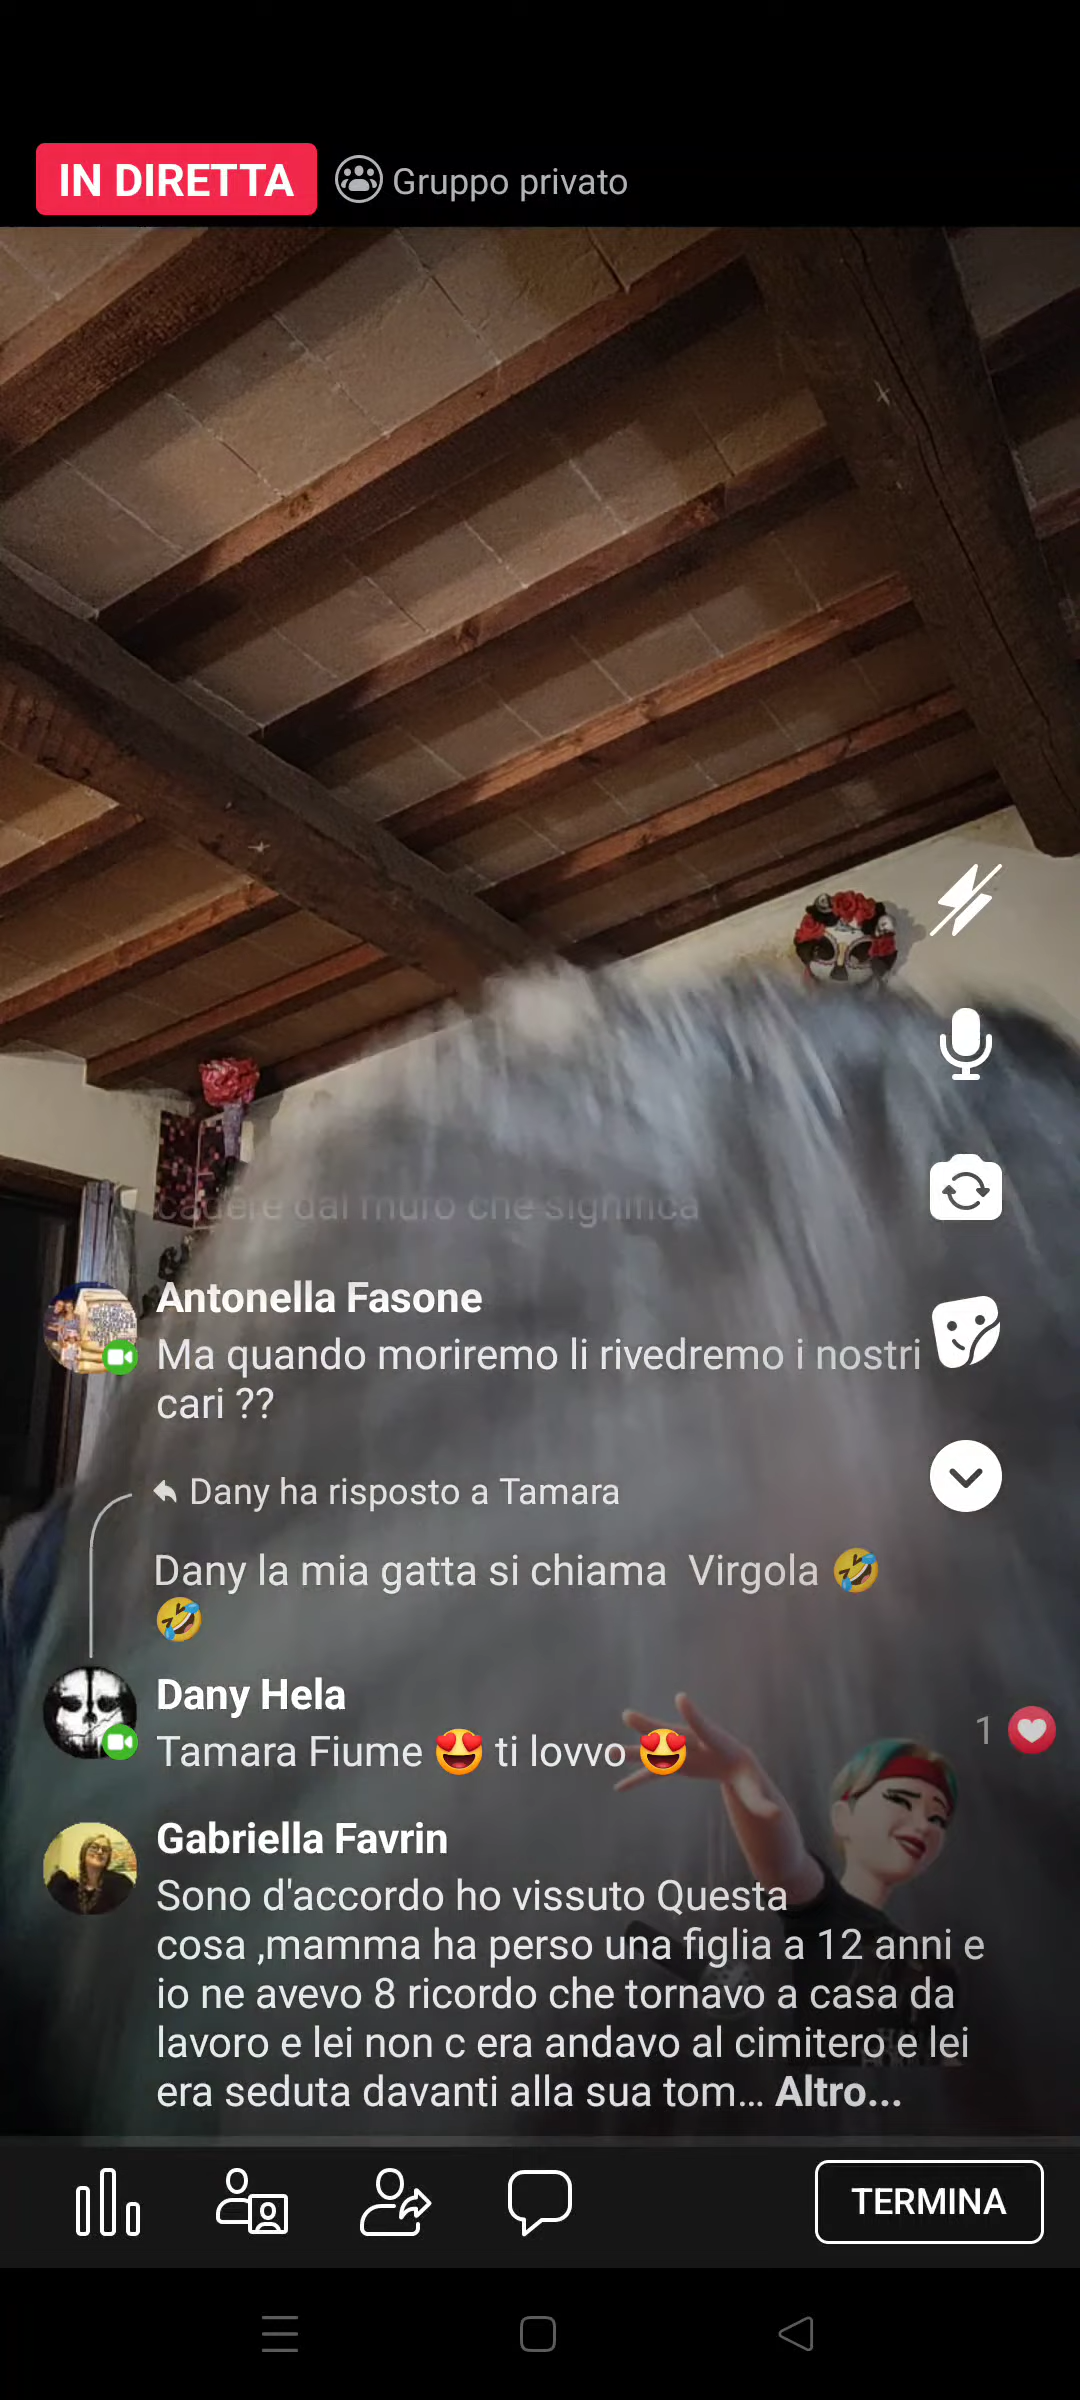 IN DIRETTA
Gruppo privato
cadere dal muro che significa
Antonella Fasone
Ma quando moriremo li rivedremo i nostri
cari ??
Dany ha risposto a Tamara
Dany la mia gatta si chiama  Virgola 🤣
🤣
Dany Hela
Tamara Fiume 😍 ti lovvo 😍
1
Gabriella Favrin
Sono d'accordo ho vissuto Questa
cosa ,mamma ha perso una figlia a 12 anni e
io ne avevo 8 ricordo che tornavo a casa da
lavoro e lei non c era andavo al cimitero e lei
era seduta davanti alla sua tom... Altro...
TERMINA